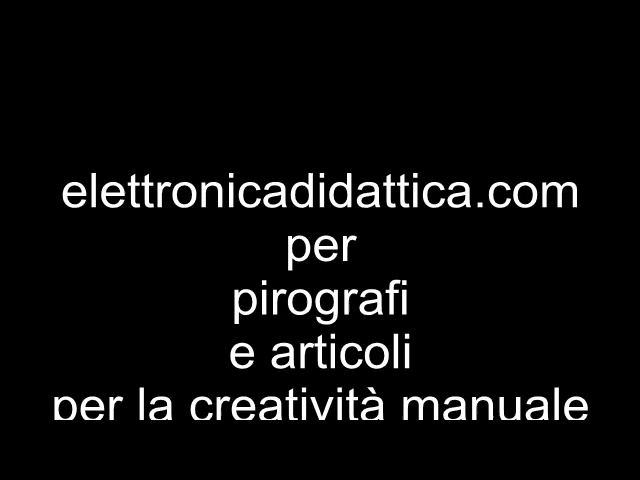 elettronicadidattica.com
per
pirografi
e articoli
per la creatività manuale